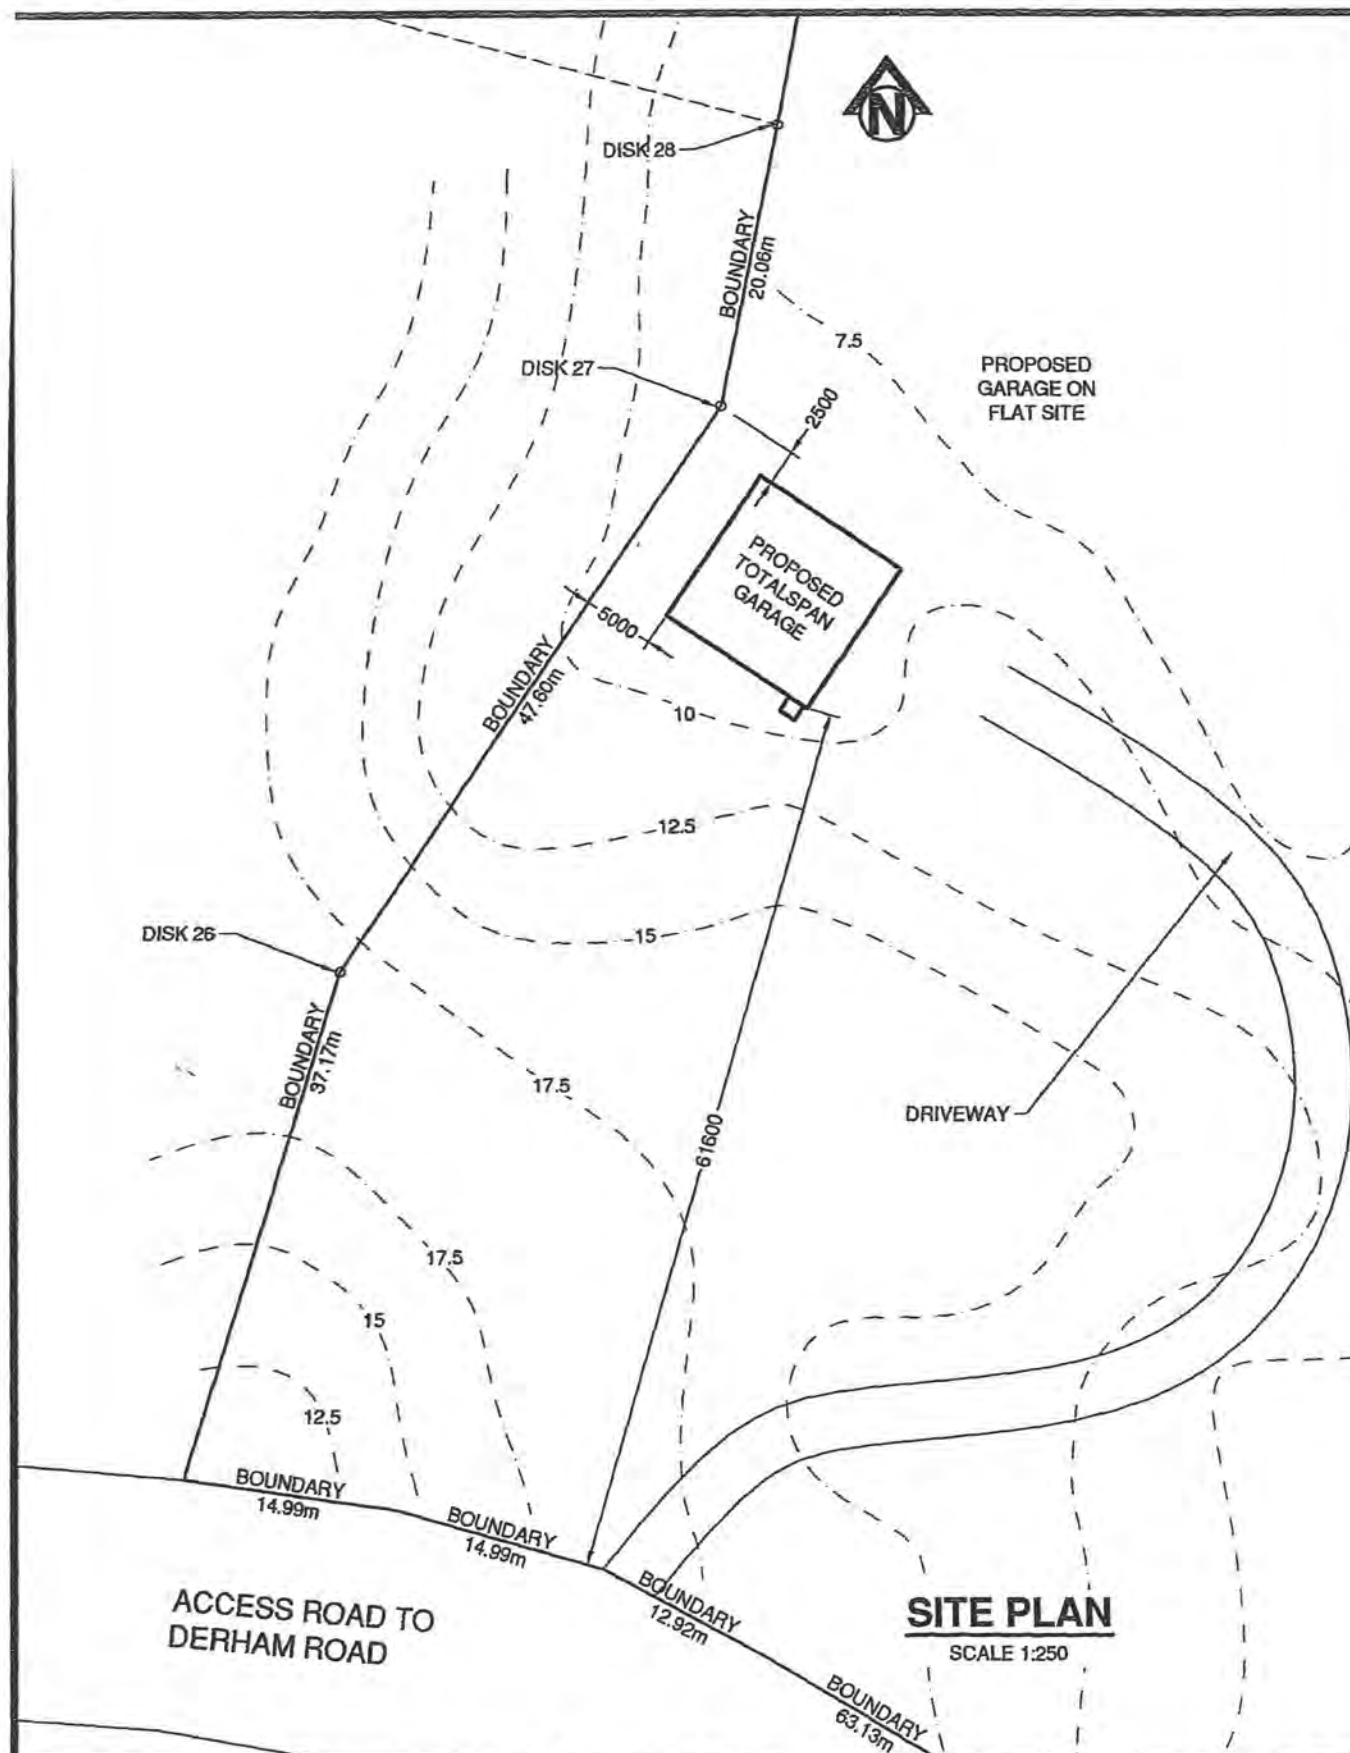 N
DISK 28
BOUNDARY
20.06m
7.5
DISK 27
PROPOSED
GARAGE ON
FLAT SITE
2500
PROPOSED
TOTALSPAN
GARAGE
5000
BOUNDARY
47.60m
10
12.5
DISK 26
15
BOUNDARY
37.17m
17.5
DRIVEWAY
61600
17.5
15
12.5
BOUNDARY
14.99m
BOUNDARY
14.99m
BOUNDARY
12.92m
ACCESS ROAD TO
DERHAM ROAD
SITE PLAN
SCALE 1:250
BOUNDARY
63.13m